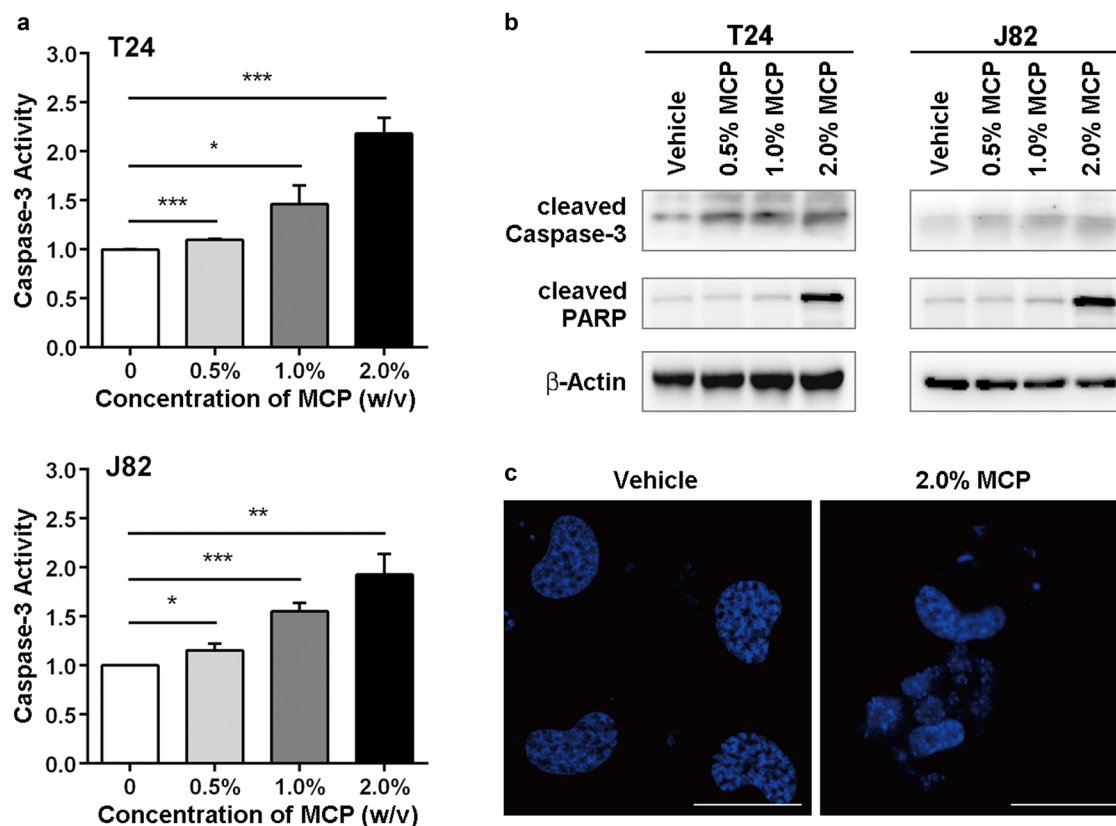 a
T24
3.0
2.5
2.0
1.5
1.0
0.5
0.0
Caspase-3 Activity
***
*
***
0 0.5% 1.0% 2.0%
Concentration of MCP (w/v)
J82
3.0
2.5
2.0
1.5
1.0
0.5
0.0
Caspase-3 Activity
**
***
*
0 0.5% 1.0% 2.0%
Concentration of MCP (w/v)
b
T24
J82
Vehicle
0.5% MCP
1.0% MCP
2.0% MCP
Vehicle
0.5% MCP
1.0% MCP
2.0% MCP
cleaved
Caspase-3
cleaved
PARP
β-Actin
c
Vehicle
2.0% MCP